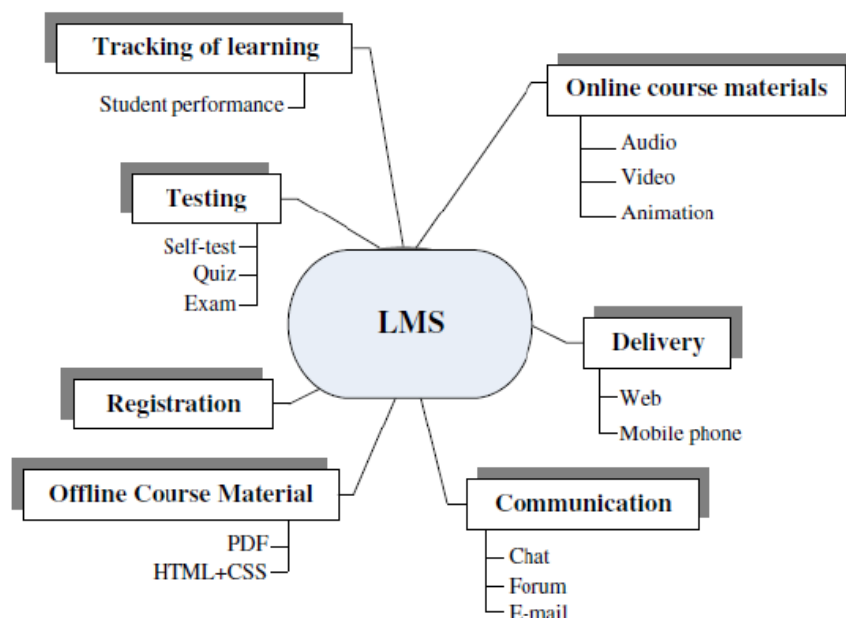 Tracking of learning
Student performance
Online course materials
Audio
Video
Animation
Testing
Self-test
Quiz
Exam
LMS
Delivery
Web
Mobile phone
Registration
Offline Course Material
PDF
HTML+CSS
Communication
Chat
Forum
E-mail